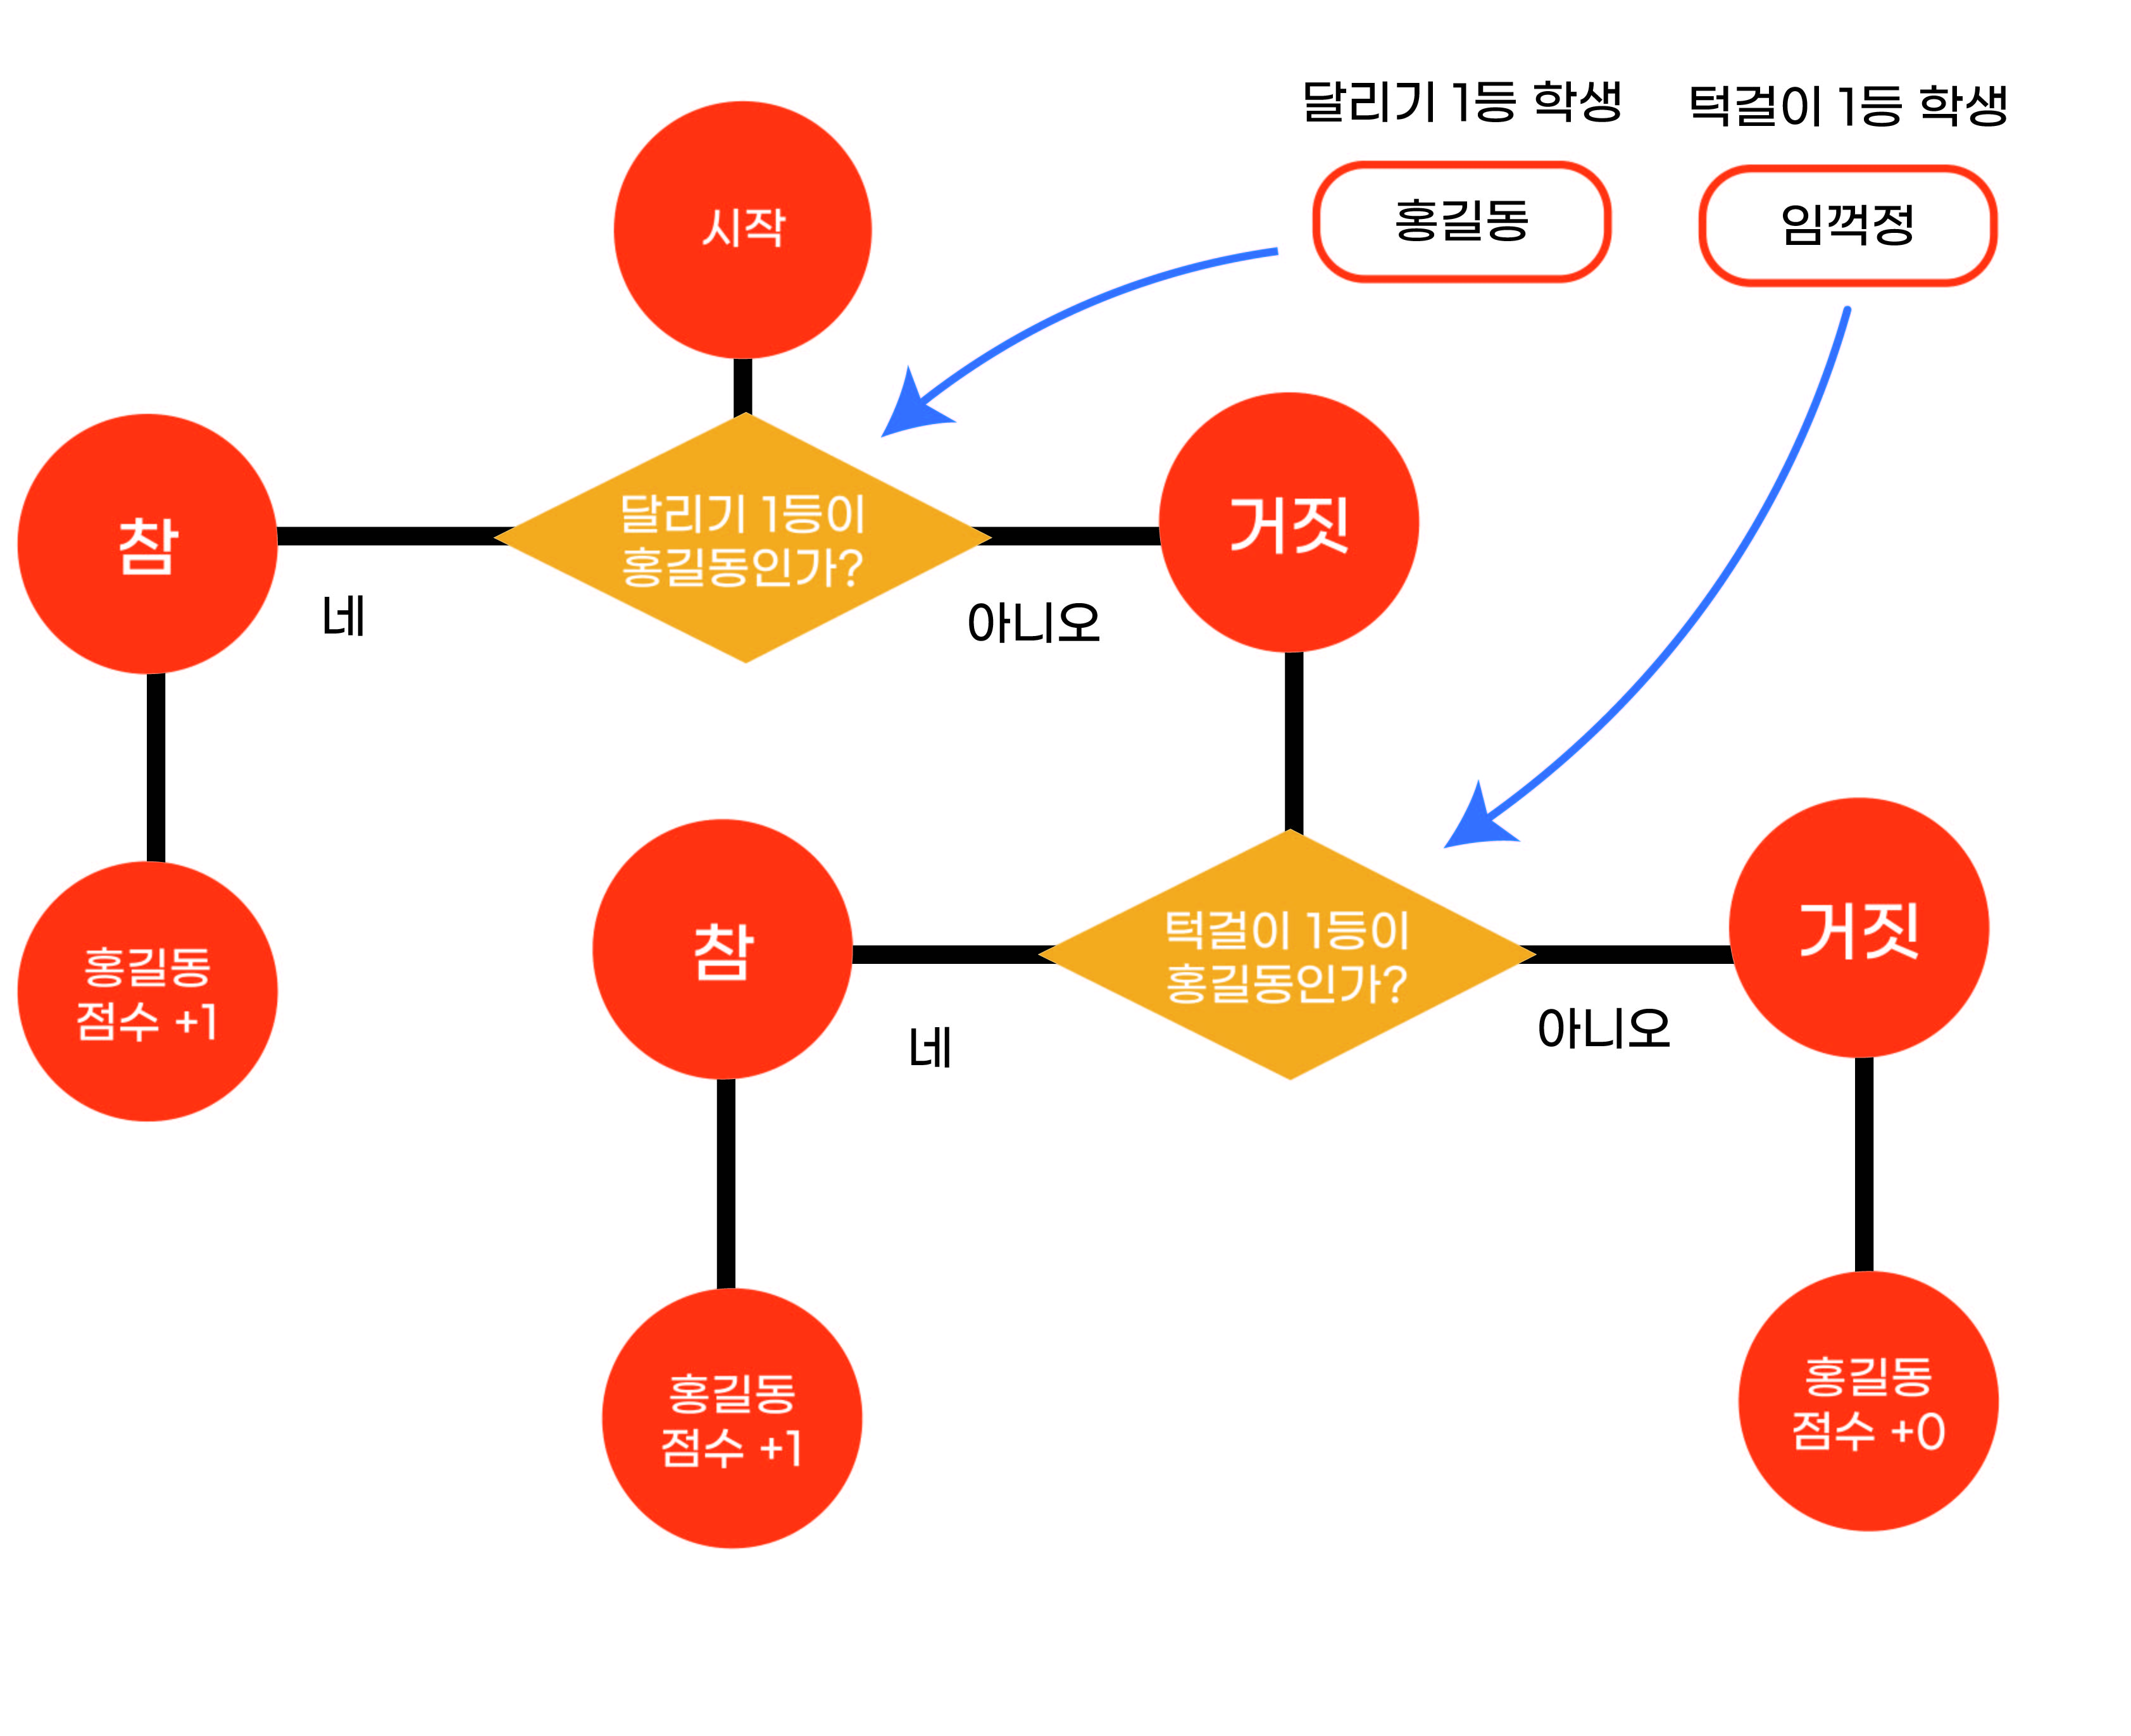 달리기 1등 학생
턱걸이 1등 학생
시작
홍길동
임꺽정
참
달리기 1등이
홍길동인가?
거짓
네
아니오
홍길동
점수 +1
참
턱걸이 1등이
홍길동인가?
거짓
네
아니오
홍길동
점수 +1
홍길동
점수 +0